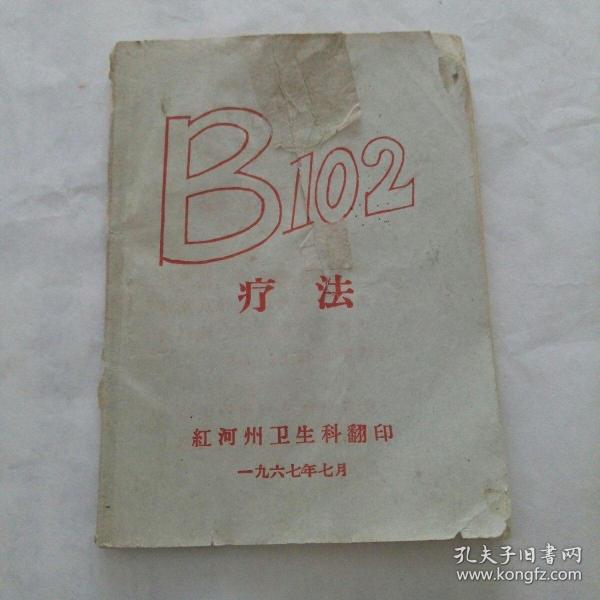 B102
疗法
紅河州卫生科翻印
一九六七年七月
孔夫子旧書网
www.kongfz.com